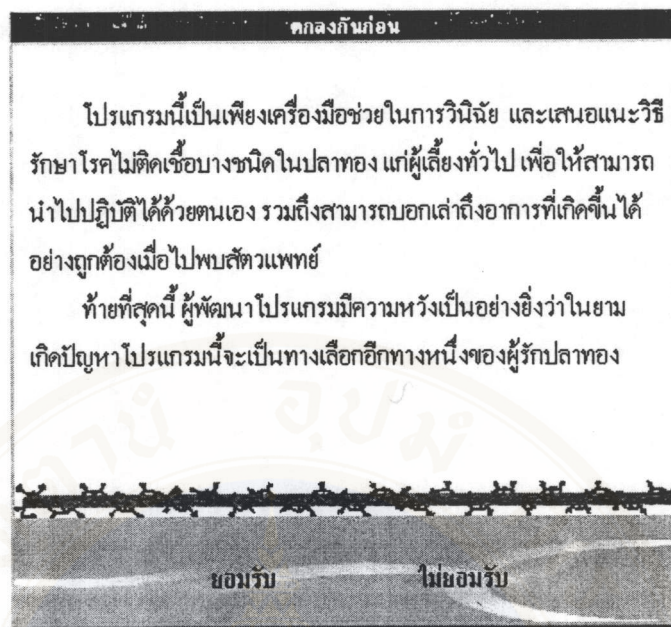 ตกลงกันก่อน
โปรแกรมนี้เป็นเพียงเครื่องมือช่วยในการวินิจัย และเสนอแนะวิธี
รักษาโรคไม่ติดเชื้อบางชนิดในปลาทอง แก่ผู้เลี้ยงทั่วไป เพื่อให้สามารถ
นำไปปฏิบัติได้ด้วยตนเอง รวมถึงสามารถบอกเล่าถึงอาการที่เกิดขึ้นได้
อย่างถูกต้องเมื่อไปพบสัตวแพทย์
ท้ายที่สุดนี้ ผู้พัฒนาโปรแกรมมีความหวังเป็นอย่างยิ่งว่าในยาม
เกิดปัญหาโปรแกรมนี้จะเป็นทางเลือกอีกทางหนึ่งของผู้รักปลาทอง
อุปมํ
ยอมรับ ไม่ยอมรับ